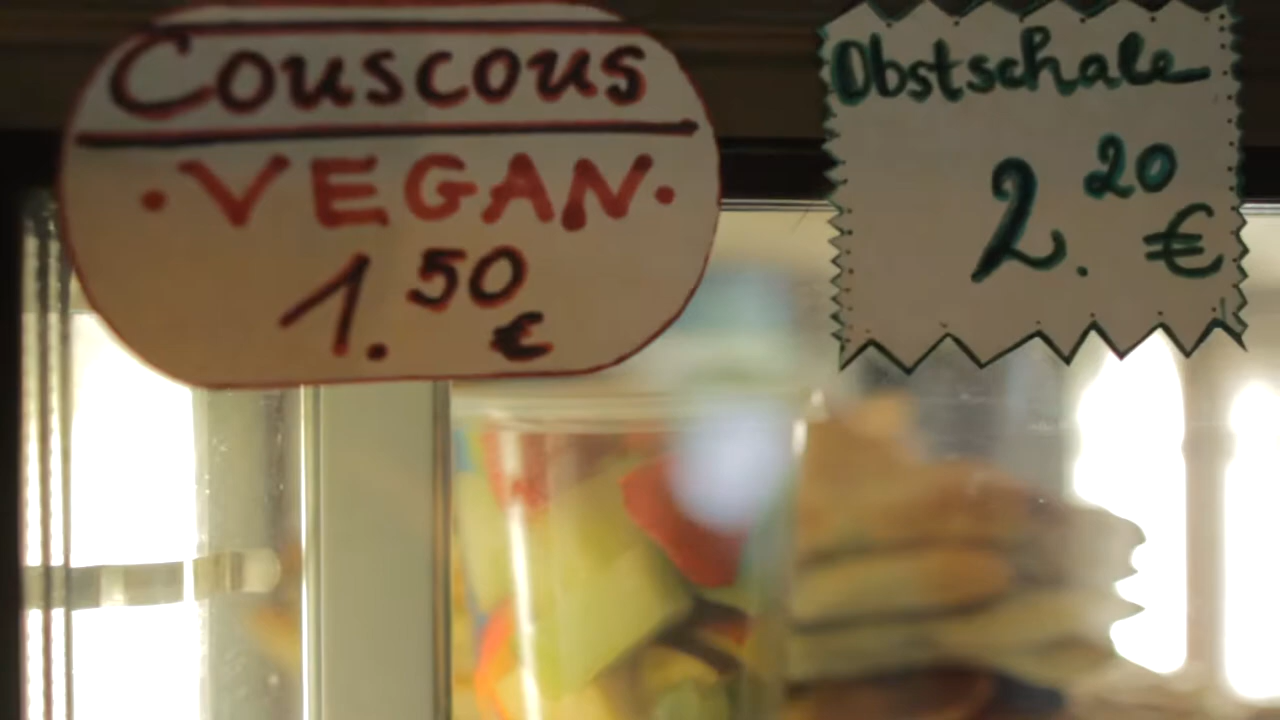 Couscous
• VEGAN •
1.50 €
Obstschale
2.20 €